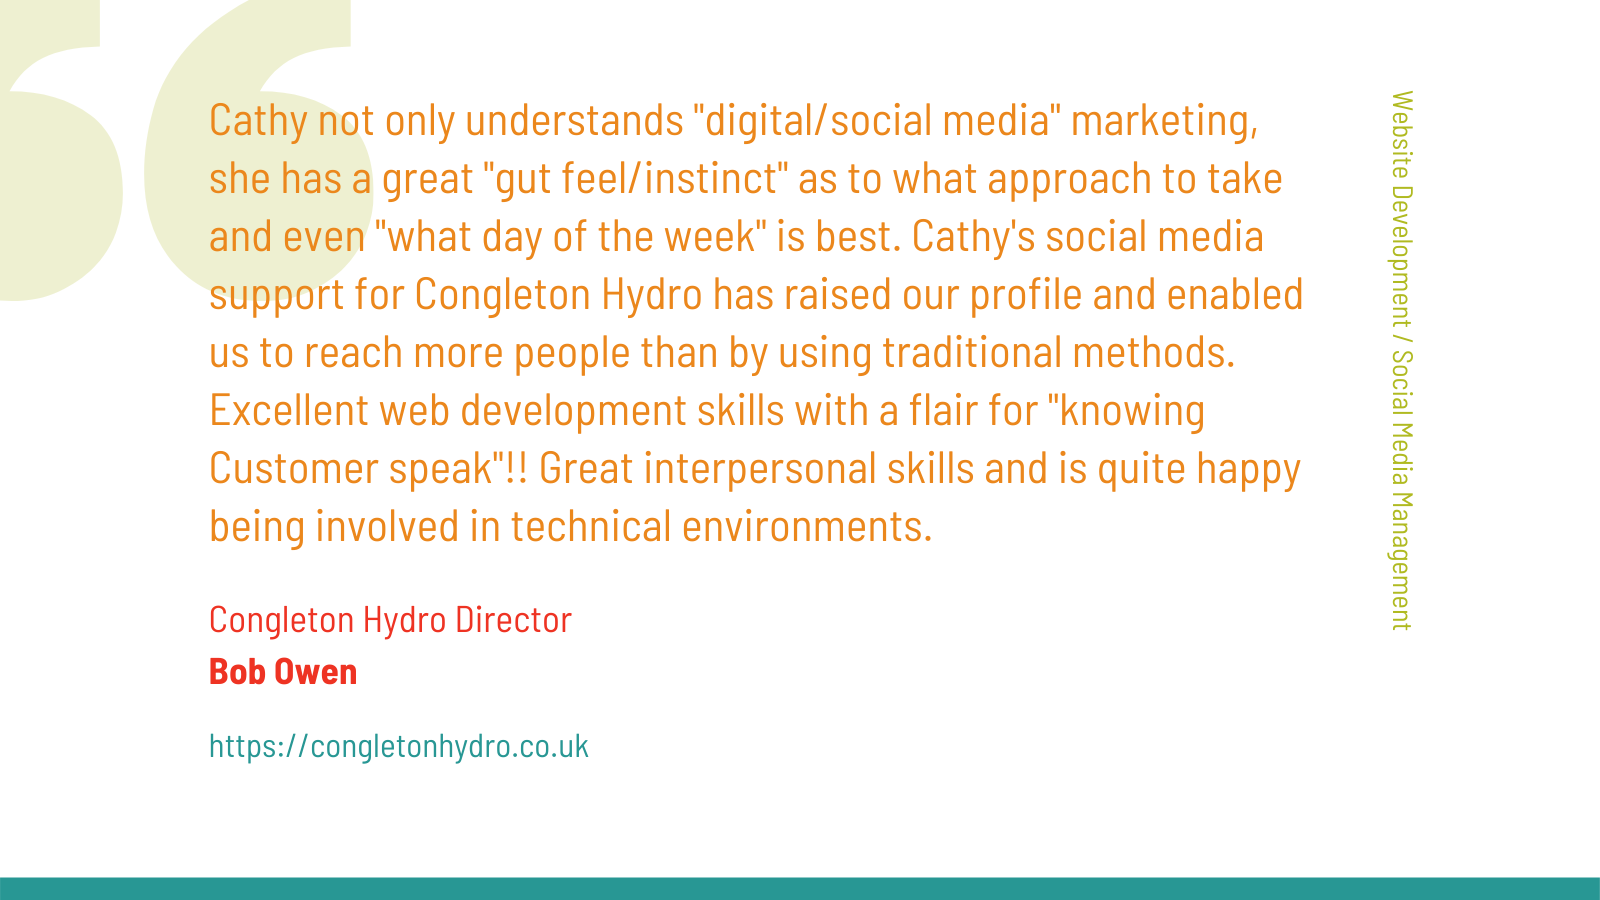 Cathy not only understands "digital/social media" marketing,
she has a great "gut feel/instinct" as to what approach to take
and even "what day of the week" is best. Cathy's social media
support for Congleton Hydro has raised our profile and enabled
us to reach more people than by using traditional methods.
Excellent web development skills with a flair for "knowing
Customer speak"!! Great interpersonal skills and is quite happy
being involved in technical environments.
Congleton Hydro Director
Bob Owen
https://congletonhydro.co.uk
Website Development / Social Media Management